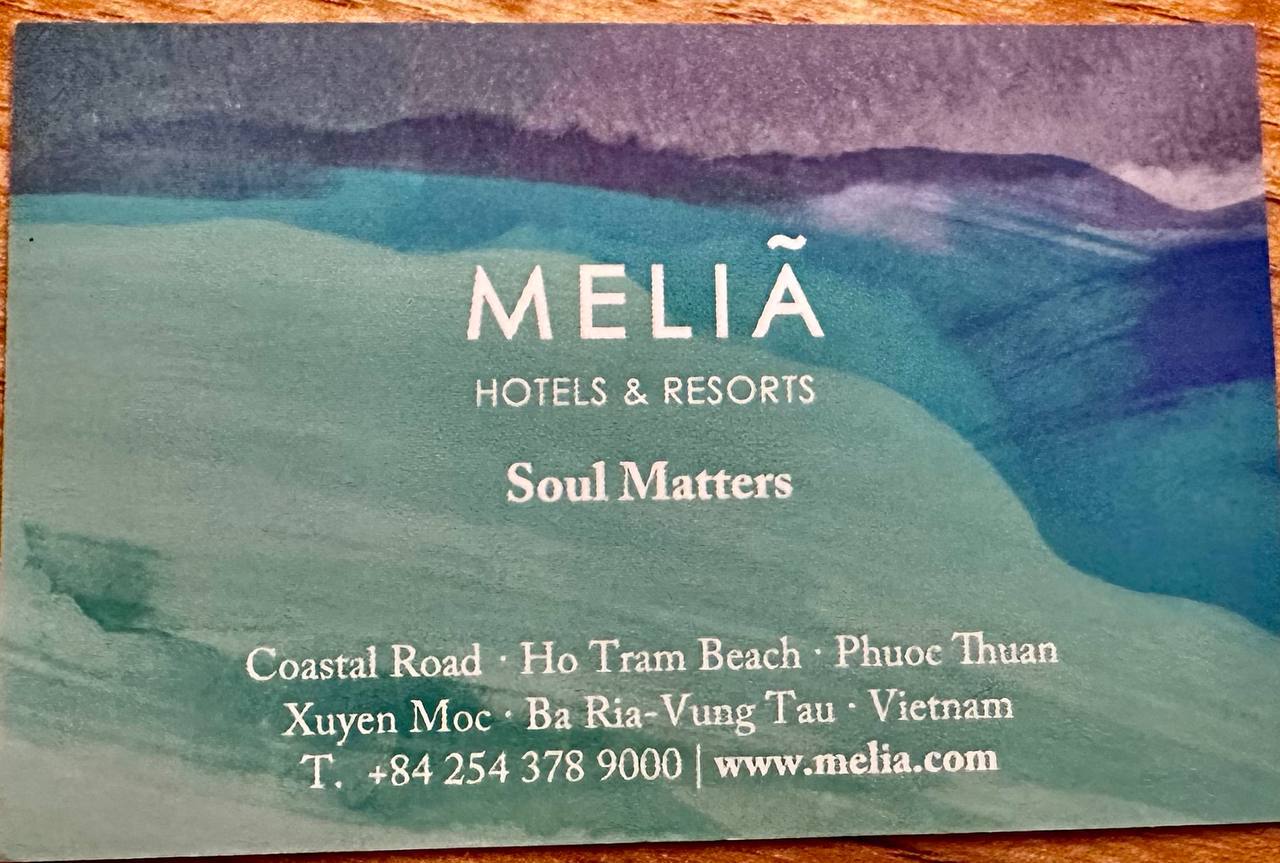 MELIÃ
HOTELS & RESORTS
Soul Matters
Coastal Road · Ho Tram Beach · Phuoc Thuan
Xuyen Moc · Ba Ria-Vung Tau · Vietnam
T. +84 254 378 9000 | www.melia.com